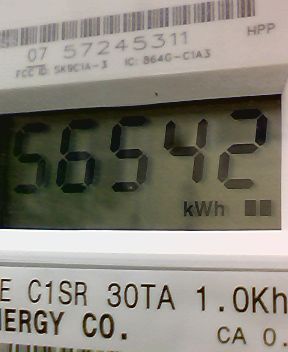 07 57245311
HPP
FCC ID: SK9C1A-3 IC: 864G-C1A3
56542
kWh
E C1SR 30TA 1.0Kh
NERGY CO.
CA 0.